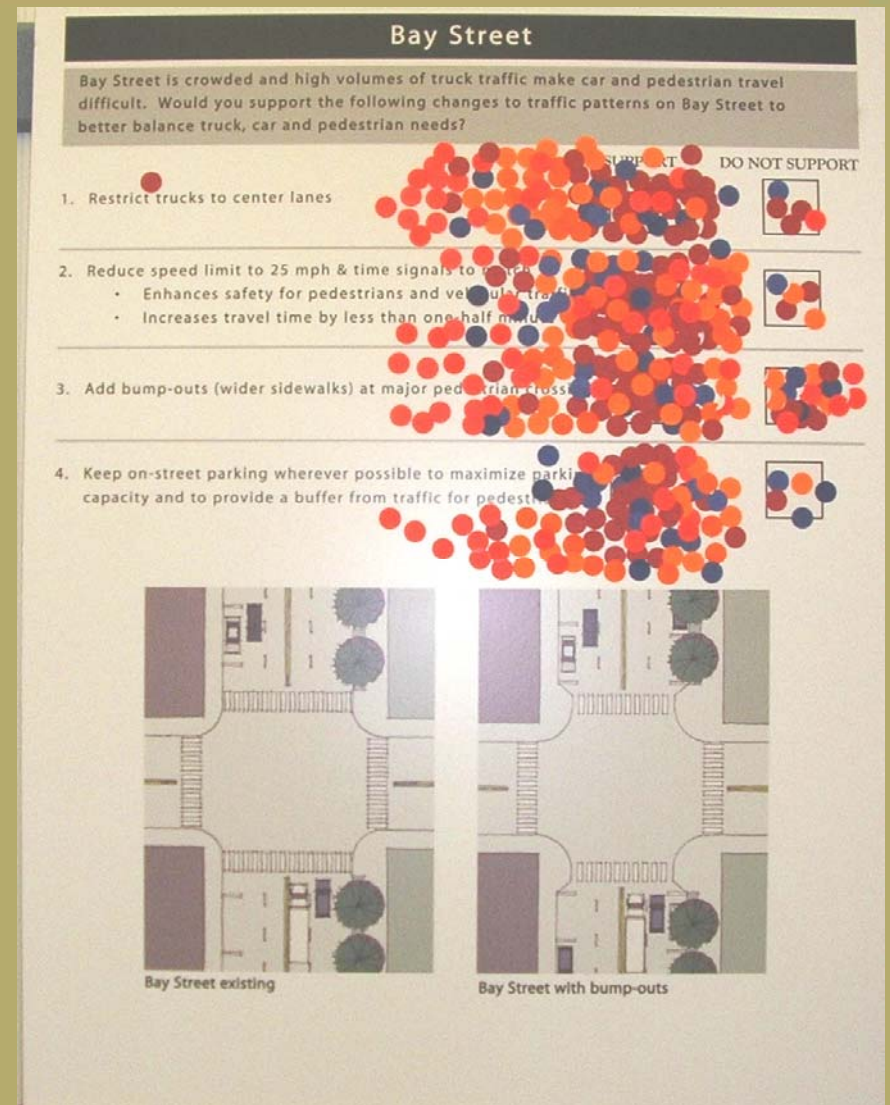 Bay Street
Bay Street is crowded and high volumes of truck traffic make car and pedestrian travel
difficult. Would you support the following changes to traffic patterns on Bay Street to
better balance truck, car and pedestrian needs?
SUPPORT DO NOT SUPPORT
1. Restrict trucks to center lanes
2. Reduce speed limit to 25 mph & time signals to
• Enhances safety for pedestrians and
• Increases travel time by less than one-half
3. Add bump-outs (wider sidewalks) at major
4. Keep on-street parking wherever possible to maximize
capacity and to provide a buffer from traffic for
Bay Street existing
Bay Street with bump-outs